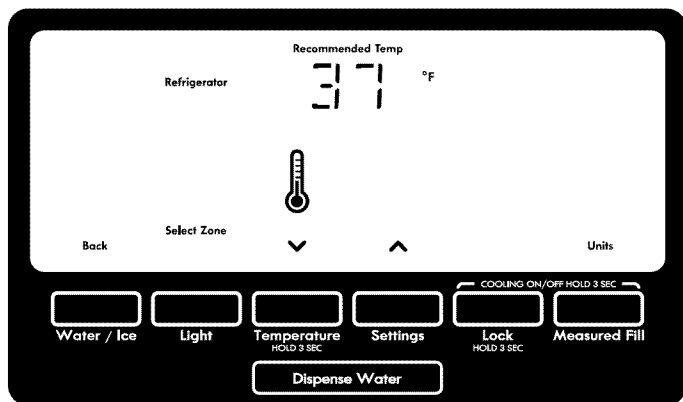 Recommended Temp
Refrigerator 37 °F
Back Select Zone Units
COOLING ON/OFF HOLD 3 SEC
Water / Ice Light Temperature Settings Lock Measured Fill
HOLD 3 SEC HOLD 3 SEC
Dispense Water